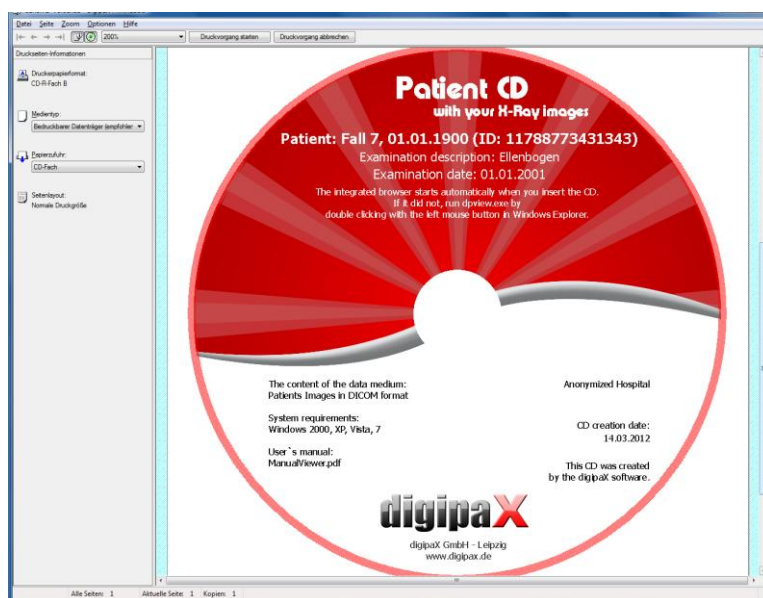 Datei Seite Zoom Optionen Hilfe
200% Druckvorgang starten Druckvorgang abbrechen
Druckseiten-Informationen
Druckerpapierformat:
CD-R-Fach B
Medientyp:
Bedruckbarer Datenträger (empfohlen
Papierzufuhr:
CD-Fach
Seitenlayout:
Normale Druckgröße
Patient CD
with your X-Ray images
Patient: Fall 7, 01.01.1900 (ID: 11788773431343)
Examination description: Ellenbogen
Examination date: 01.01.2001
The integrated browser starts automatically when you insert the CD.
If it did not, run dpview.exe by
double clicking with the left mouse button in Windows Explorer.
The content of the data medium:
Patients Images in DICOM format
System requirements:
Windows 2000, XP, Vista, 7
User`s manual:
ManualViewer.pdf
Anonymized Hospital
CD creation date:
14.03.2012
This CD was created
by the digipaX software.
digipaX
digipaX GmbH - Leipzig
www.digipax.de
Alle Seiten: 1 Aktuelle Seite: 1 Kopien: 1